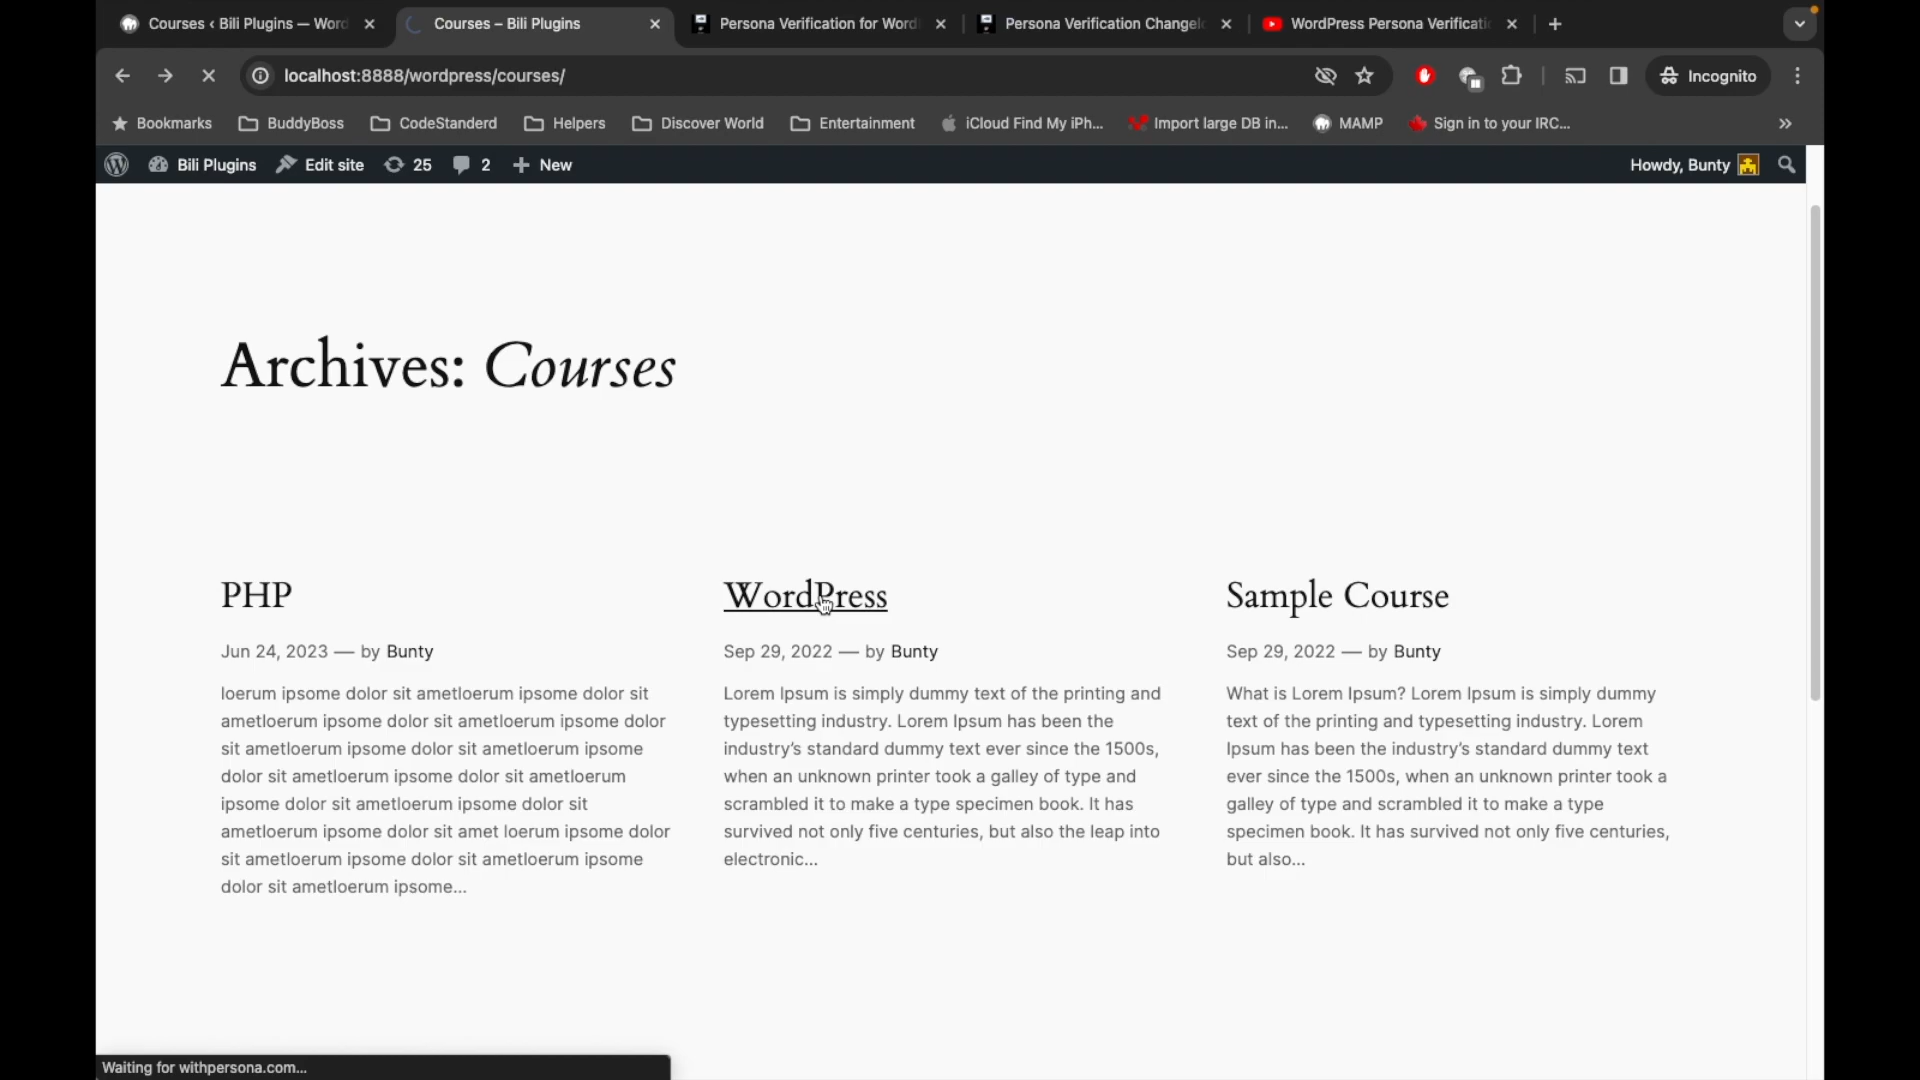 Courses ‹ Bili Plugins — Word
Courses – Bili Plugins
Persona Verification for Word
Persona Verification Changel
WordPress Persona Verificati
localhost:8888/wordpress/courses/
Incognito
Bookmarks
BuddyBoss
CodeStanderd
Helpers
Discover World
Entertainment
iCloud Find My iPh...
Import large DB in...
MAMP
Sign in to your IRC...
Bili Plugins
Edit site
25
2
New
Howdy, Bunty
Archives: Courses
PHP
Jun 24, 2023 — by Bunty
loerum ipsome dolor sit ametloerum ipsome dolor sit
ametloerum ipsome dolor sit ametloerum ipsome dolor
sit ametloerum ipsome dolor sit ametloerum ipsome
dolor sit ametloerum ipsome dolor sit ametloerum
ipsome dolor sit ametloerum ipsome dolor sit
ametloerum ipsome dolor sit amet loerum ipsome dolor
sit ametloerum ipsome dolor sit ametloerum ipsome
dolor sit ametloerum ipsome...
WordPress
Sep 29, 2022 — by Bunty
Lorem Ipsum is simply dummy text of the printing and
typesetting industry. Lorem Ipsum has been the
industry's standard dummy text ever since the 1500s,
when an unknown printer took a galley of type and
scrambled it to make a type specimen book. It has
survived not only five centuries, but also the leap into
electronic...
Sample Course
Sep 29, 2022 — by Bunty
What is Lorem Ipsum? Lorem Ipsum is simply dummy
text of the printing and typesetting industry. Lorem
Ipsum has been the industry's standard dummy text
ever since the 1500s, when an unknown printer took a
galley of type and scrambled it to make a type
specimen book. It has survived not only five centuries,
but also...
Waiting for withpersona.com...